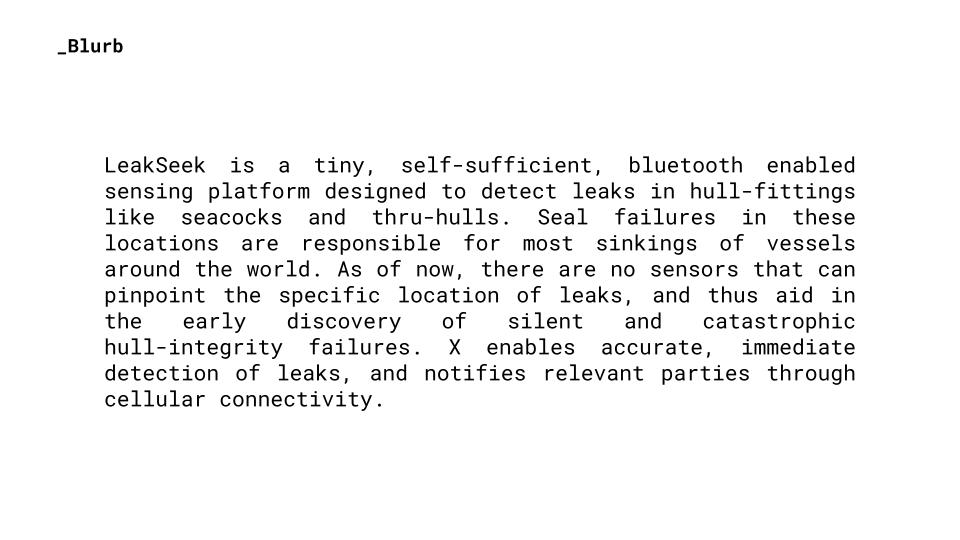 _Blurb
LeakSeek is a tiny, self-sufficient, bluetooth enabled
sensing platform designed to detect leaks in hull-fittings
like seacocks and thru-hulls. Seal failures in these
locations are responsible for most sinkings of vessels
around the world. As of now, there are no sensors that can
pinpoint the specific location of leaks, and thus aid in
the early discovery of silent and catastrophic
hull-integrity failures. X enables accurate, immediate
detection of leaks, and notifies relevant parties through
cellular connectivity.